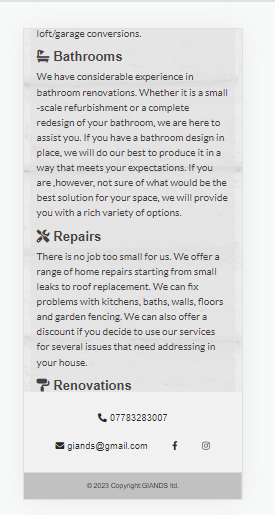 loft/garage conversions.
Bathrooms
We have considerable experience in
bathroom renovations. Whether it is a small
-scale refurbishment or a complete
redesign of your bathroom, we are here to
assist you. If you have a bathroom design in
place, we will do our best to produce it in a
way that meets your expectations. If you
are ,however, not sure of what would be the
best solution for your space, we will provide
you with a rich variety of options.
Repairs
There is no job too small for us. We offer a
range of home repairs starting from small
leaks to roof replacement. We can fix
problems with kitchens, baths, walls, floors
and garden fencing. We can also offer a
discount if you decide to use our services
for several issues that need addressing in
your house.
Renovations
07783283007
giands@gmail.com
© 2023 Copyright:GIANDS ltd.